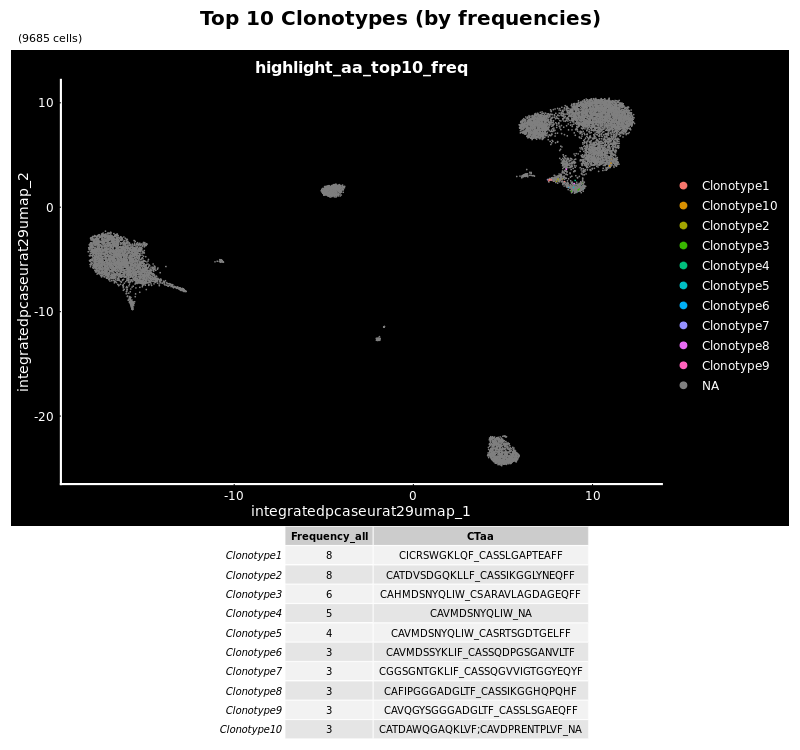 Top 10 Clonotypes (by frequencies)
(9685 cells)
highlight_aa_top10_freq
integratedpcaseurat29umap_2
10
0
-10
-20
-10
0
10
integratedpcaseurat29umap_1
Clonotype1
Clonotype10
Clonotype2
Clonotype3
Clonotype4
Clonotype5
Clonotype6
Clonotype7
Clonotype8
Clonotype9
NA
Frequency_all CTaa
Clonotype1 8 CICRSWGKLQF_CASSLGAPTEAFF
Clonotype2 8 CATDVSDGQKLLF_CASSIKGGLYNEQFF
Clonotype3 6 CAHMDSNYQLIW_CSARAVLAGDAGEQFF
Clonotype4 5 CAVMDSNYQLIW_NA
Clonotype5 4 CAVMDSNYQLIW_CASRTSGDTGELFF
Clonotype6 3 CAVMDSSYKLIF_CASSQDPGSGANVLTF
Clonotype7 3 CGGSGNTGKLIF_CASSQGVVIGTGGYEQYF
Clonotype8 3 CAFIPGGGADGLTF_CASSIKGGHQPQHF
Clonotype9 3 CAVQGYSGGGADGLTF_CASSLSGAEQFF
Clonotype10 3 CATDAWQGAQKLVF;CAVDPRENTPLVF_NA